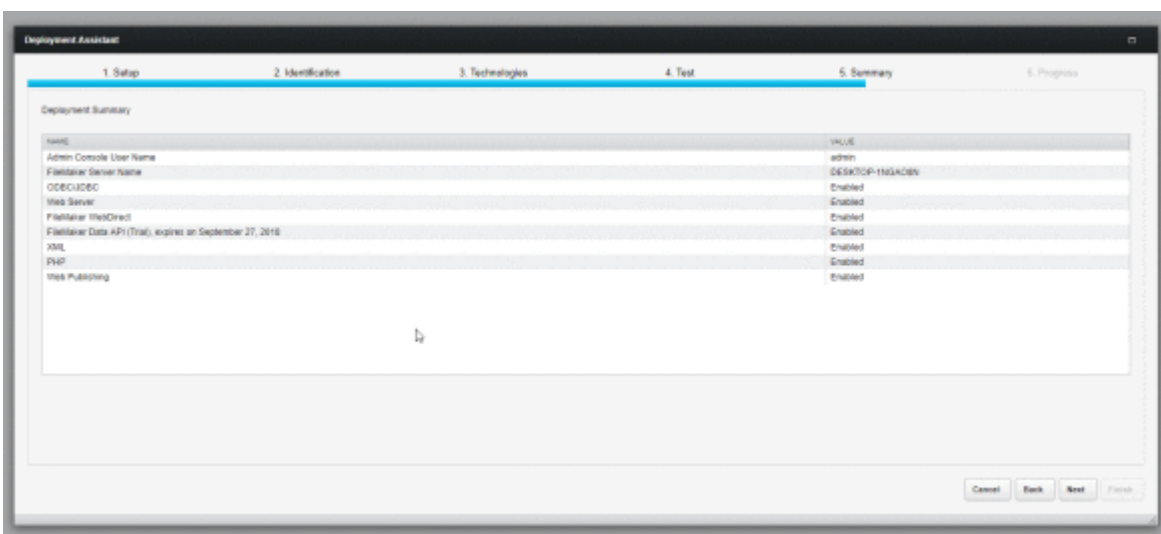 Deployment Assistant
1. Setup 2. Identification 3. Technologies 4. Test 5. Summary 6. Progress
Deployment Summary
NAME VALUE
Admin Console User Name admin
FileMaker Server Name
ODBC/JDBC Enabled
Web Server Enabled
FileMaker WebDirect Enabled
FileMaker Data API (Trial), expires on September 27, 2018 Enabled
XML Enabled
PHP Enabled
Web Publishing Enabled
Cancel Back Next Finish